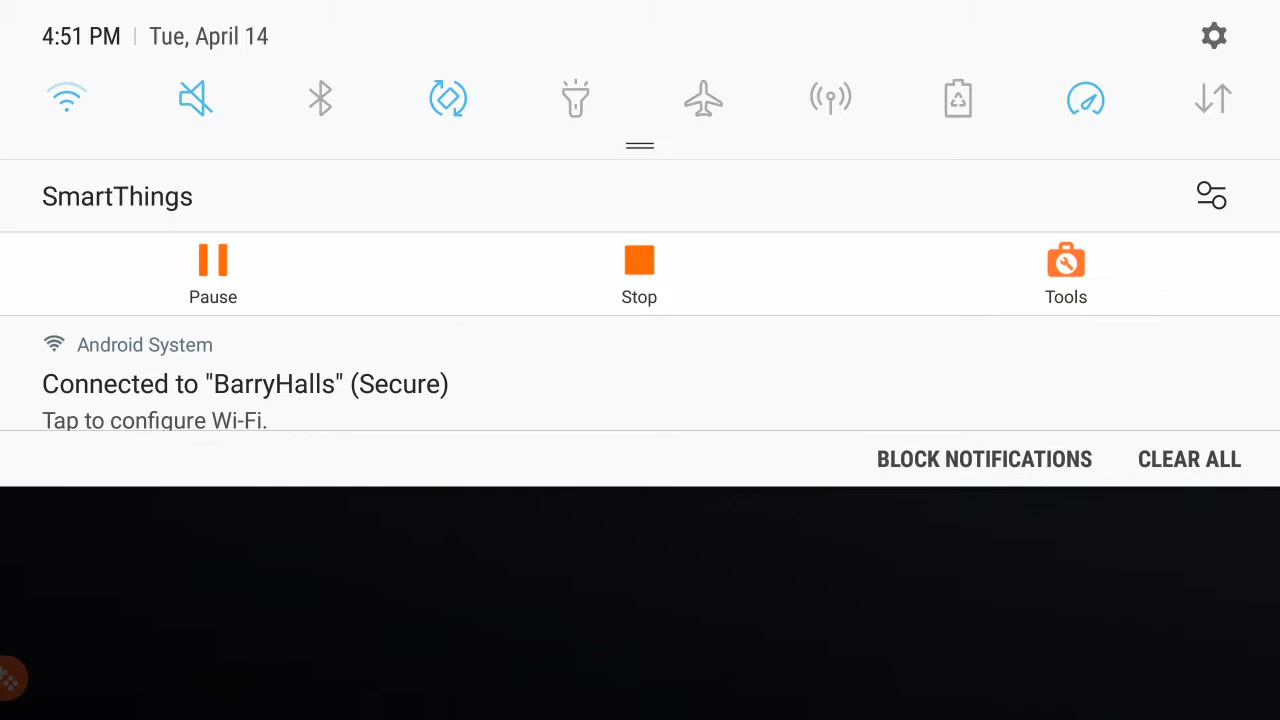 4:51 PM | Tue, April 14
SmartThings
Pause Stop Tools
Android System
Connected to "BarryHalls" (Secure)
Tap to configure Wi-Fi.
BLOCK NOTIFICATIONS CLEAR ALL